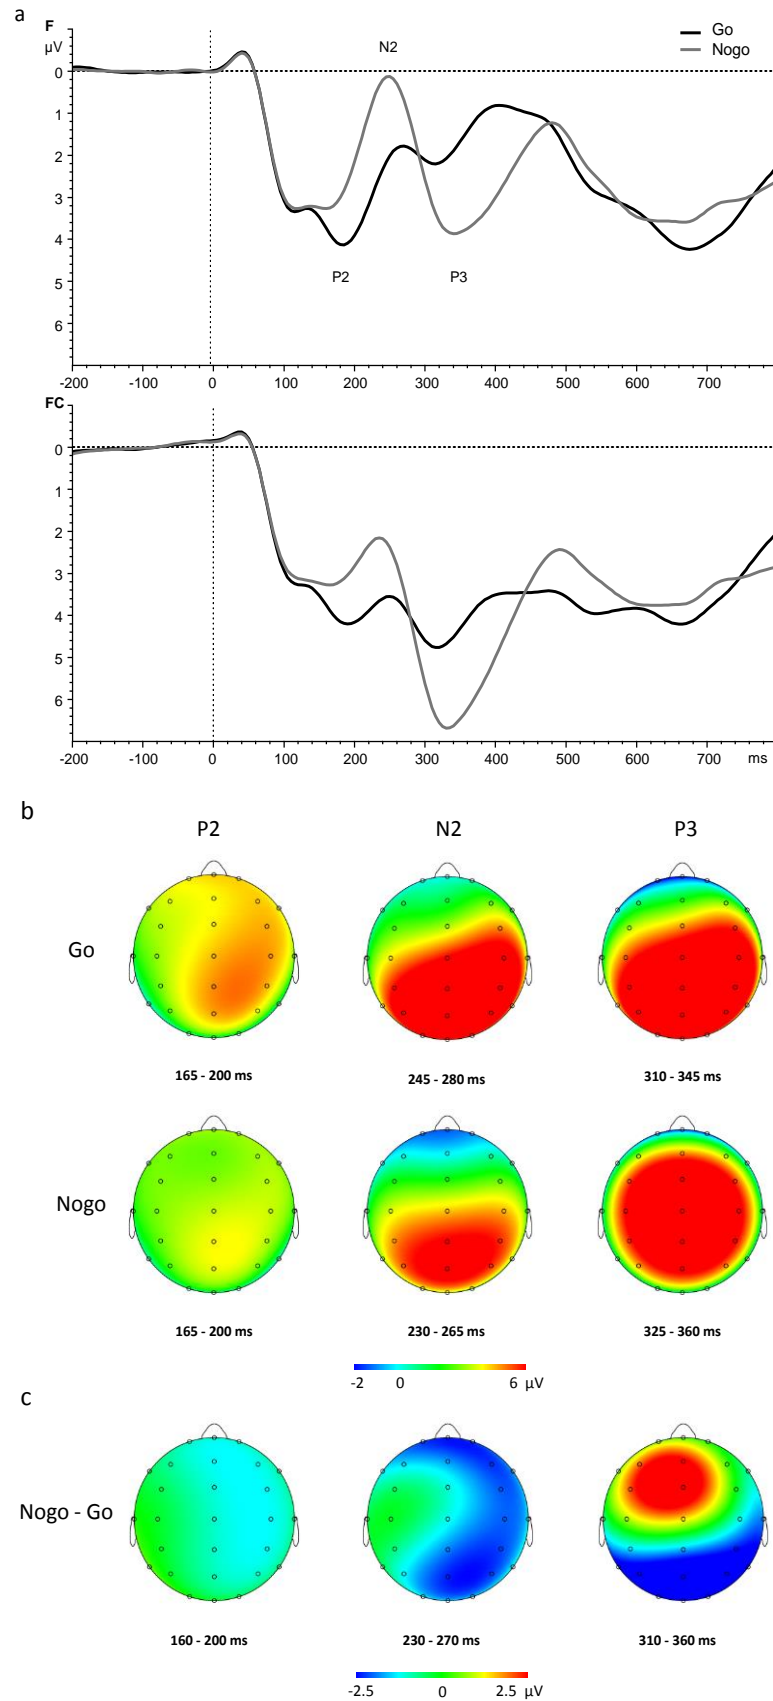 a
F
µV
N2
Go
Nogo
0
1
2
3
4
5
6
P2
P3
-200 -100 0 100 200 300 400 500 600 700
FC
0
1
2
3
4
5
6
-200 -100 0 100 200 300 400 500 600 700 ms
b
P2 N2 P3
Go
165 - 200 ms 245 - 280 ms 310 - 345 ms
Nogo
165 - 200 ms 230 - 265 ms 325 - 360 ms
-2 0 6 µV
c
Nogo - Go
160 - 200 ms 230 - 270 ms 310 - 360 ms
-2.5 0 2.5 µV